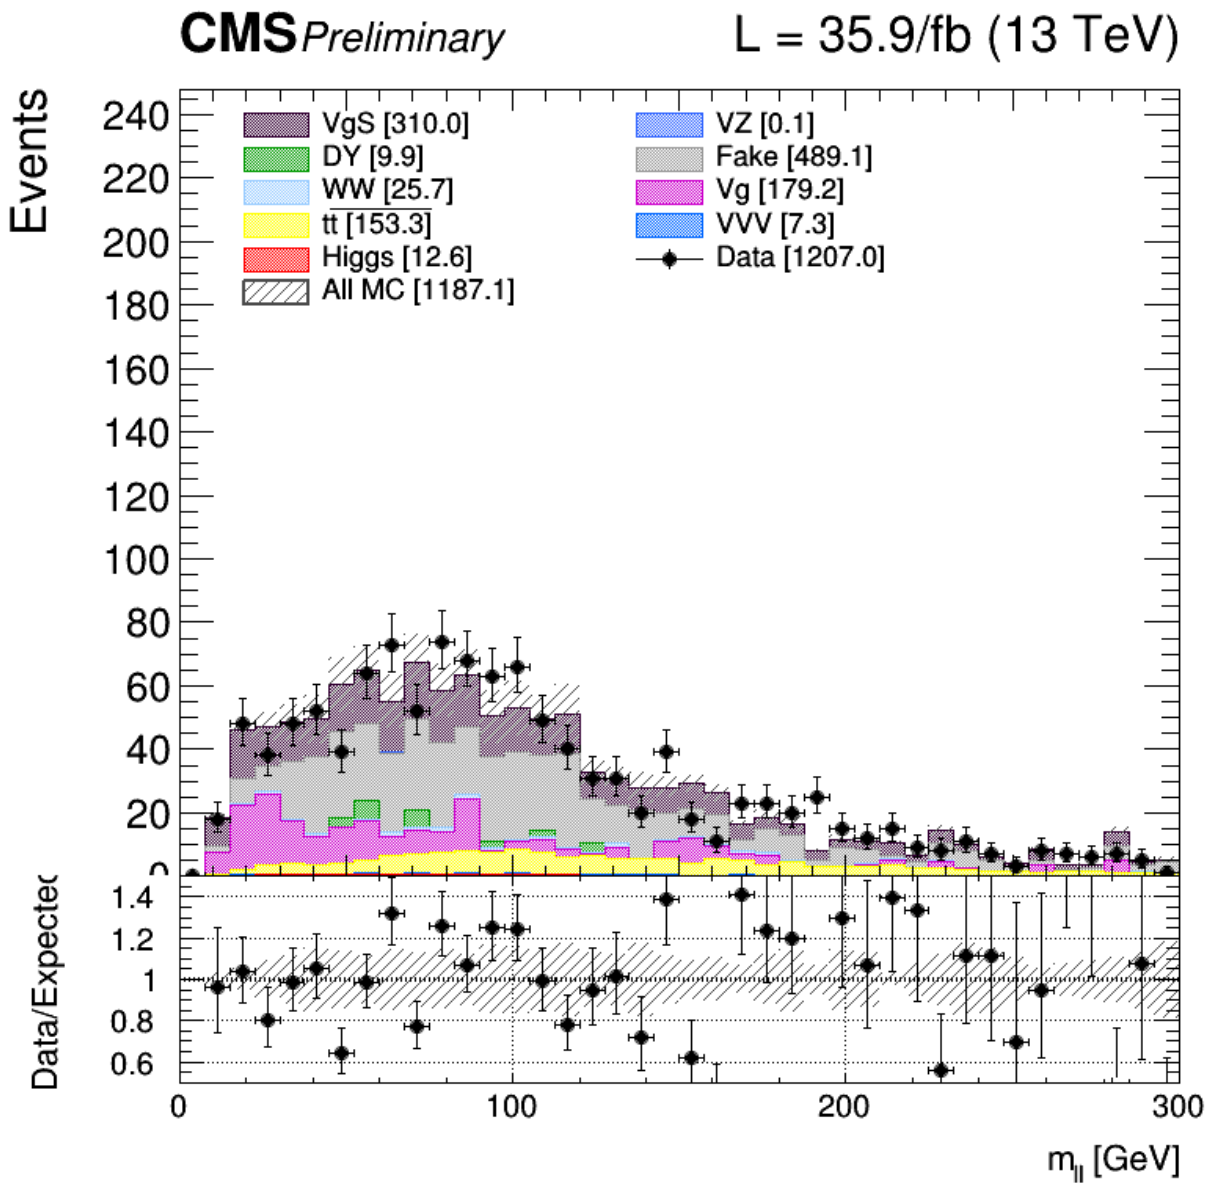 CMS Preliminary L = 35.9/fb (13 TeV)
Events
240
220
200
180
160
140
120
100
80
60
40
20
0
VgS [310.0]
DY [9.9]
WW [25.7]
tt [153.3]
Higgs [12.6]
All MC [1187.1]
VZ [0.1]
Fake [489.1]
Vg [179.2]
VVV [7.3]
Data [1207.0]
Data/Expected
1.4
1.2
1
0.8
0.6
0 100 200 300
m_ll [GeV]